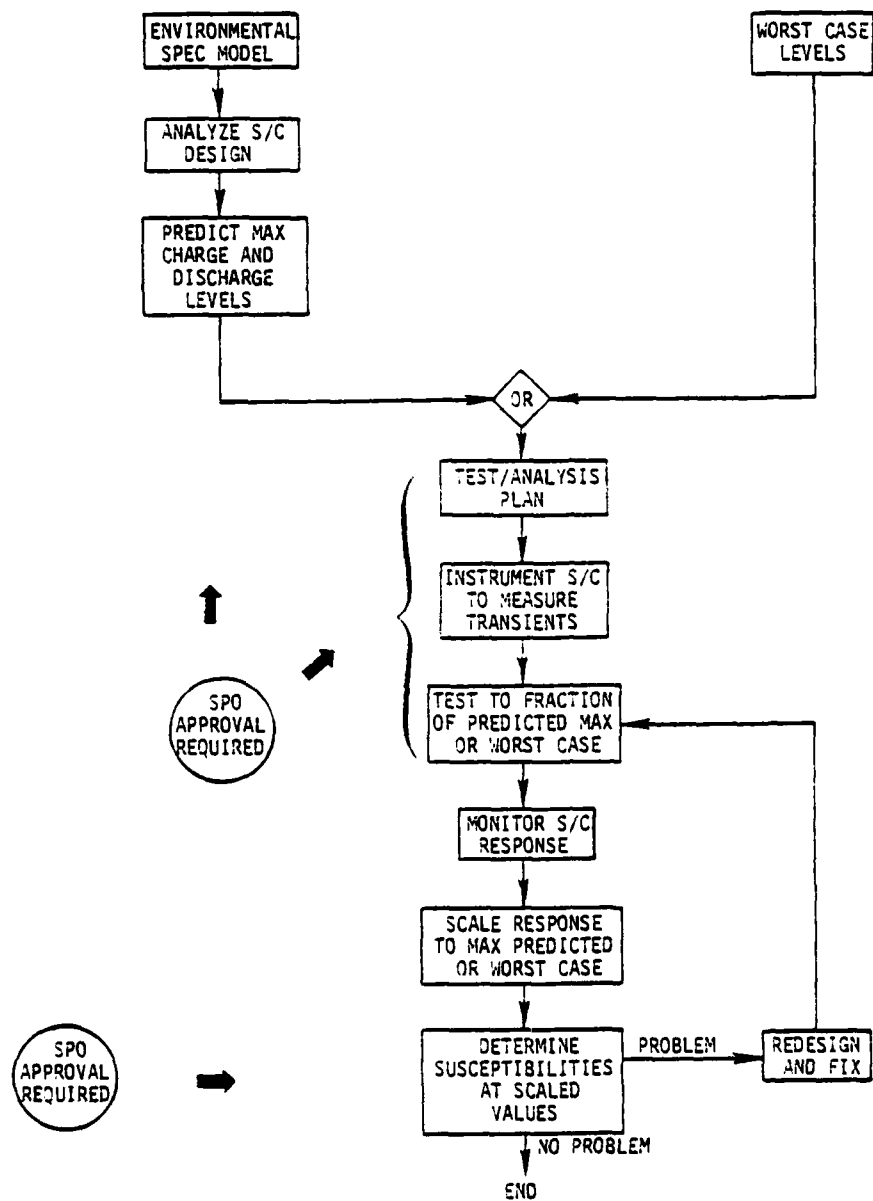 ENVIRONMENTAL
SPEC MODEL
WORST CASE
LEVELS
ANALYZE S/C
DESIGN
PREDICT MAX
CHARGE AND
DISCHARGE
LEVELS
OR
TEST/ANALYSIS
PLAN
INSTRUMENT S/C
TO MEASURE
TRANSIENTS
SPO
APPROVAL
REQUIRED
TEST TO FRACTION
OF PREDICTED MAX
OR WORST CASE
MONITOR S/C
RESPONSE
SCALE RESPONSE
TO MAX PREDICTED
OR WORST CASE
SPO
APPROVAL
REQUIRED
DETERMINE
SUSCEPTIBILITIES
AT SCALED
VALUES
PROBLEM
REDESIGN
AND FIX
NO PROBLEM
END